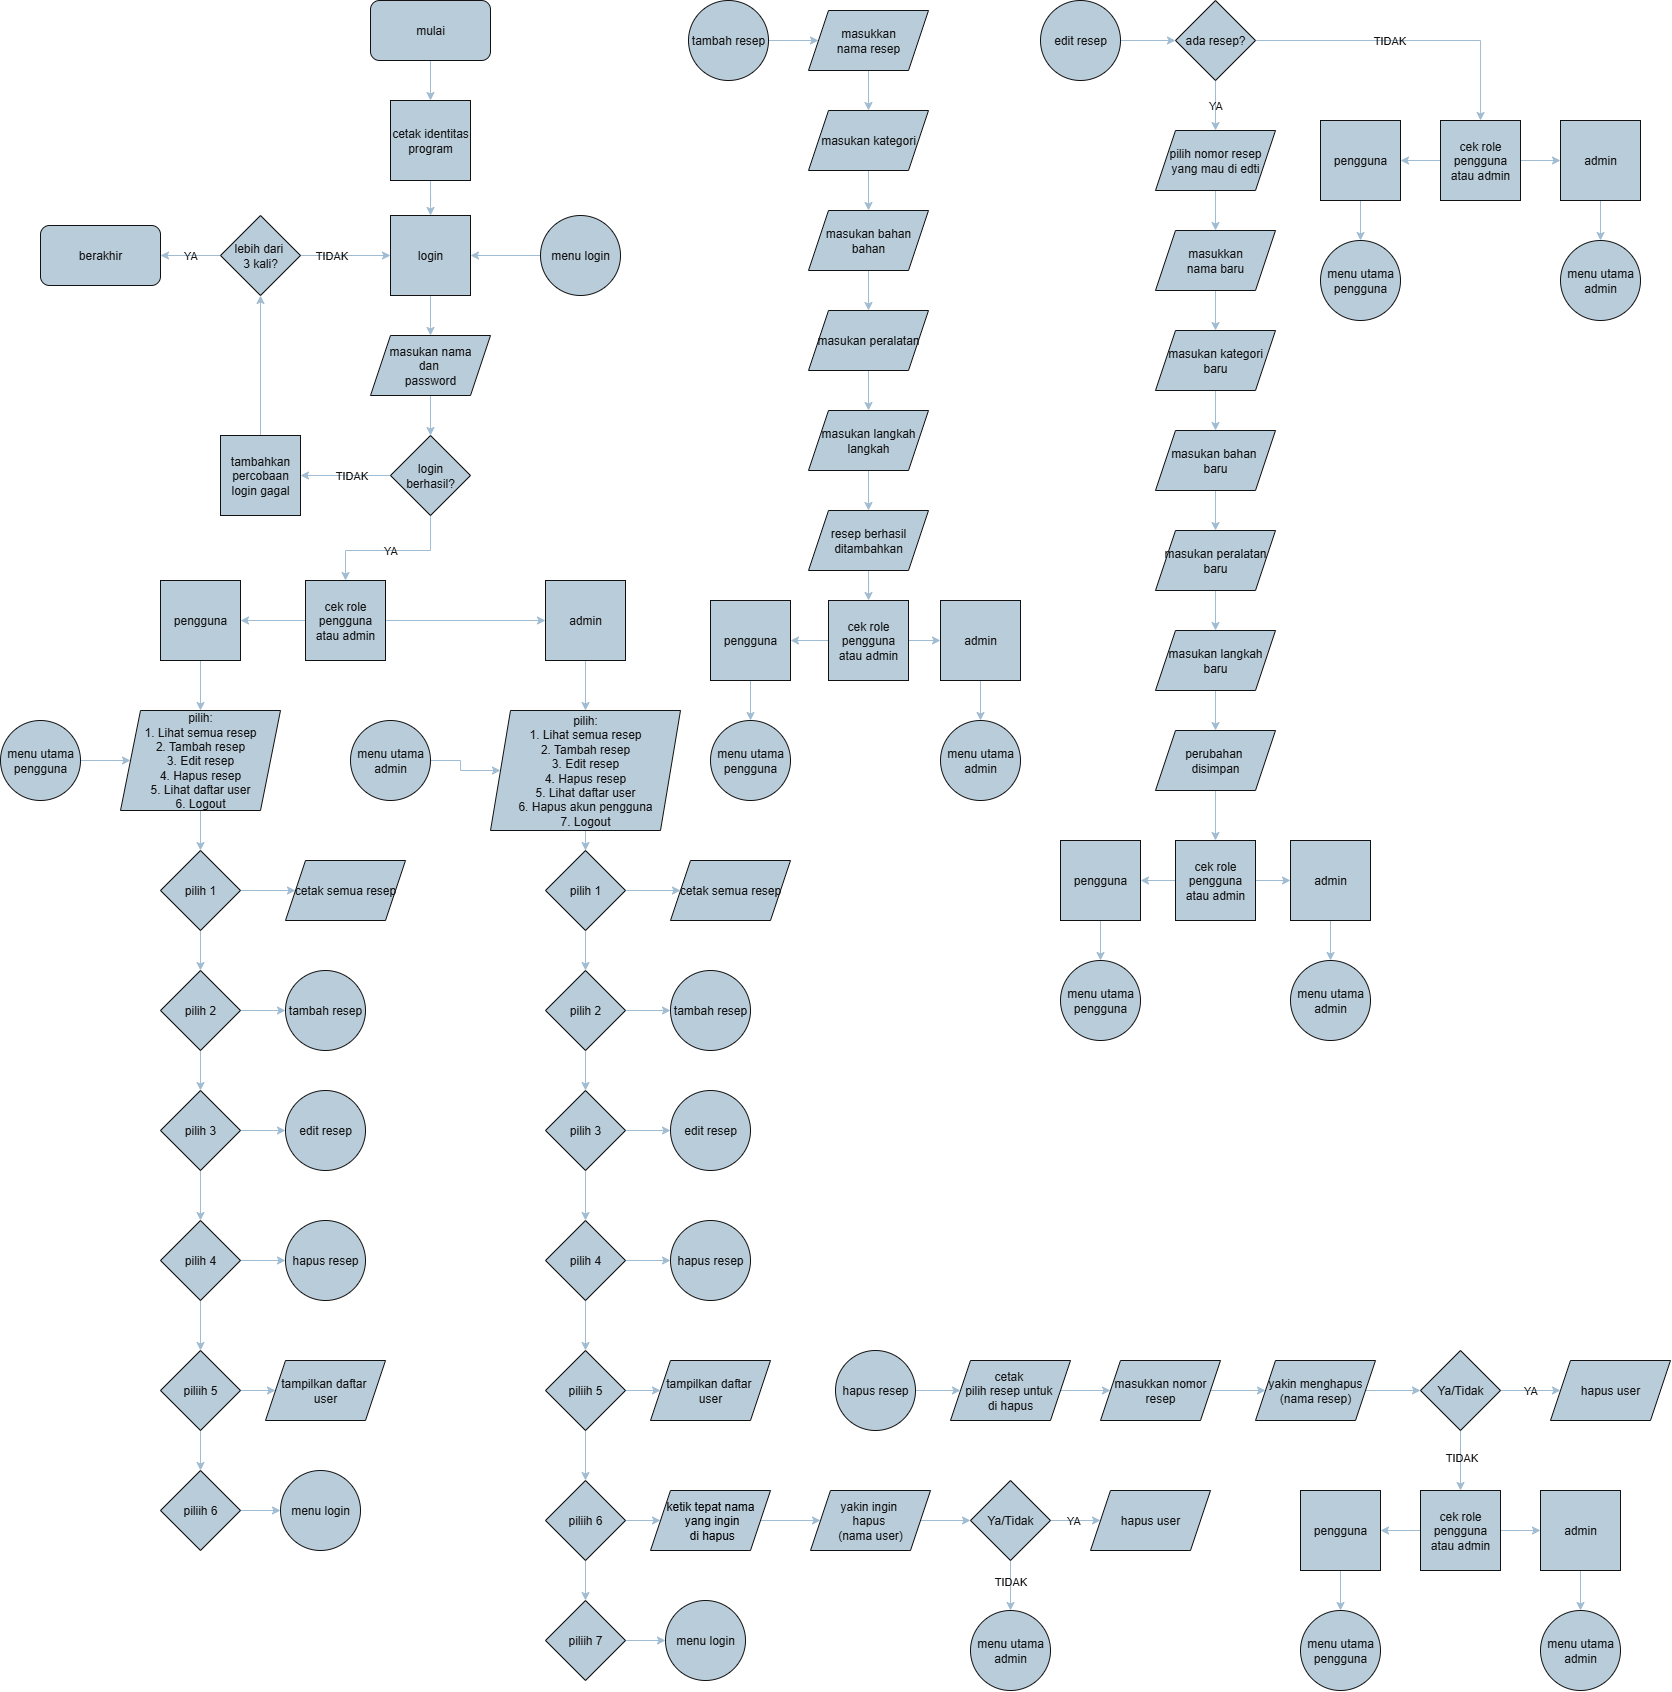 mulai
cetak identitas
program
berakhir
YA
lebih dari
3 kali?
TIDAK
login
menu login
masukan nama
dan
password
tambahkan
percobaan
login gagal
TIDAK
login
berhasil?
YA
pengguna
cek role
pengguna
atau admin
admin
menu utama
pengguna
pilih:
1. Lihat semua resep
2. Tambah resep
3. Edit resep
4. Hapus resep
5. Lihat daftar user
6. Logout
menu utama
admin
pilih:
1. Lihat semua resep
2. Tambah resep
3. Edit resep
4. Hapus resep
5. Lihat daftar user
6. Hapus akun pengguna
7. Logout
pilih 1
cetak semua resep
pilih 2
tambah resep
pilih 3
edit resep
pilih 4
hapus resep
piliih 5
tampilkan daftar
user
piliih 6
menu login
pilih 1
cetak semua resep
pilih 2
tambah resep
pilih 3
edit resep
pilih 4
hapus resep
piliih 5
tampilkan daftar
user
piliih 6
ketik tepat nama
yang ingin
di hapus
yakin ingin
hapus
(nama user)
Ya/Tidak
YA
hapus user
TIDAK
menu utama
admin
piliih 7
menu login
tambah resep
masukkan
nama resep
masukan kategori
masukan bahan
bahan
masukan peralatan
masukan langkah
langkah
resep berhasil
ditambahkan
pengguna
cek role
pengguna
atau admin
admin
menu utama
pengguna
menu utama
admin
edit resep
ada resep?
TIDAK
YA
pengguna
cek role
pengguna
atau admin
admin
menu utama
pengguna
menu utama
admin
pilih nomor resep
yang mau di edti
masukkan
nama baru
masukan kategori
baru
masukan bahan
baru
masukan peralatan
baru
masukan langkah
baru
perubahan
disimpan
pengguna
cek role
pengguna
atau admin
admin
menu utama
pengguna
menu utama
admin
hapus resep
cetak
pilih resep untuk
di hapus
masukkan nomor
resep
yakin menghapus
(nama resep)
Ya/Tidak
YA
hapus user
TIDAK
pengguna
cek role
pengguna
atau admin
admin
menu utama
pengguna
menu utama
admin